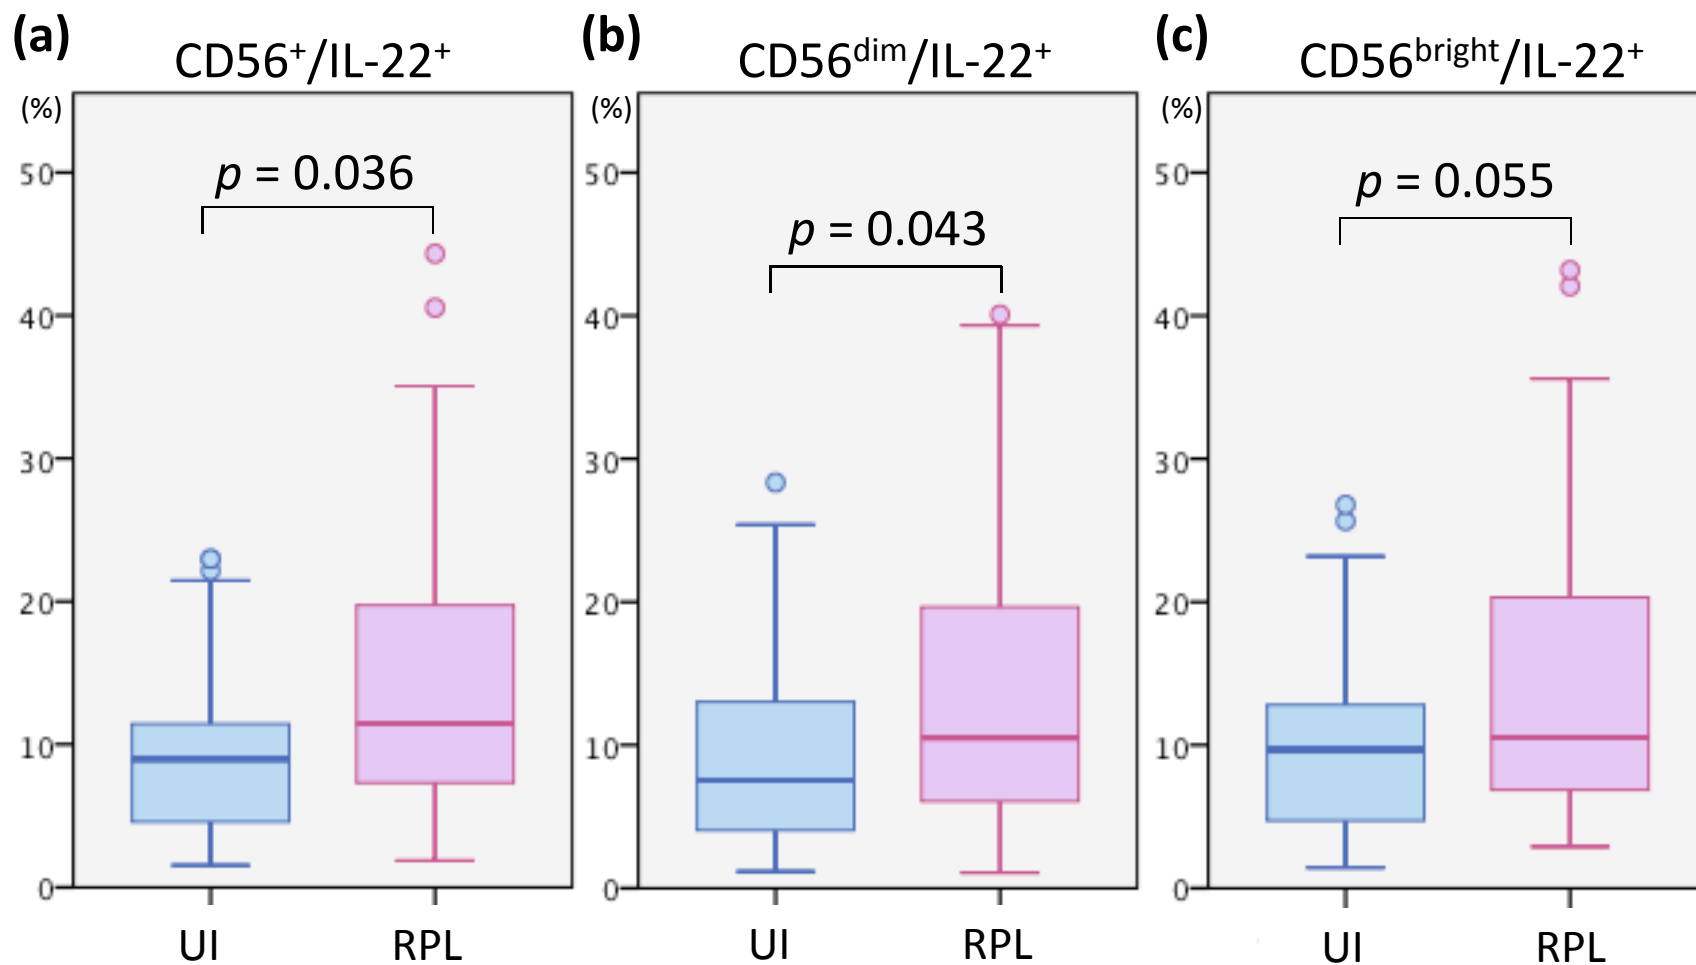 (a)
CD56⁺/IL-22⁺
(%)
50
40
30
20
10
0
p = 0.036
UI
RPL
(b)
CD56ᵈⁱᵐ/IL-22⁺
(%)
50
40
30
20
10
0
p = 0.043
UI
RPL
(c)
CD56ᵇʳⁱᵍʰᵗ/IL-22⁺
(%)
50
40
30
20
10
0
p = 0.055
UI
RPL